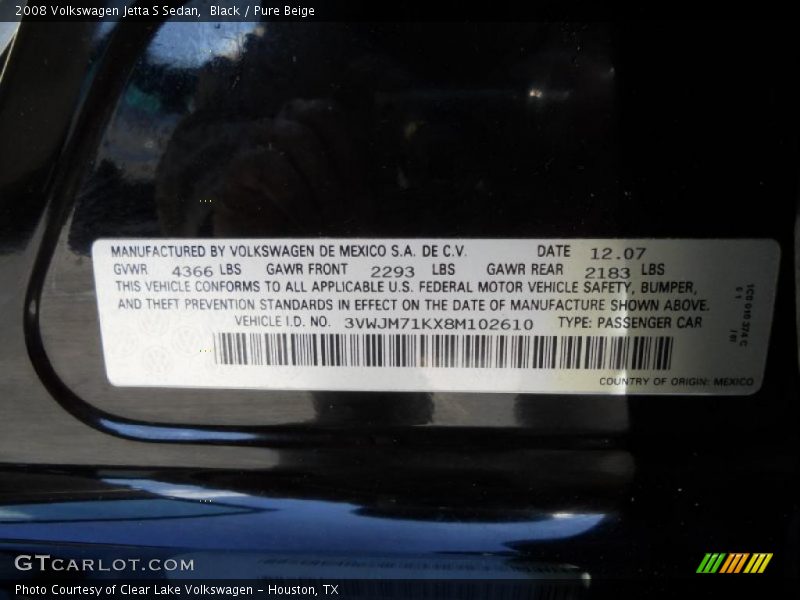 2008 Volkswagen Jetta S Sedan,  Black / Pure Beige
MANUFACTURED BY VOLKSWAGEN DE MEXICO S.A. DE C.V. DATE 12.07
GVWR 4366 LBS GAWR FRONT 2293 LBS GAWR REAR 2183 LBS
THIS VEHICLE CONFORMS TO ALL APPLICABLE U.S. FEDERAL MOTOR VEHICLE SAFETY, BUMPER,
AND THEFT PREVENTION STANDARDS IN EFFECT ON THE DATE OF MANUFACTURE SHOWN ABOVE.
VEHICLE I.D. NO. 3VWJM71KX8M102610 TYPE: PASSENGER CAR
COUNTRY OF ORIGIN: MEXICO
1C0 010 374 C
GTCARLOT.COM
Photo Courtesy of Clear Lake Volkswagen - Houston, TX